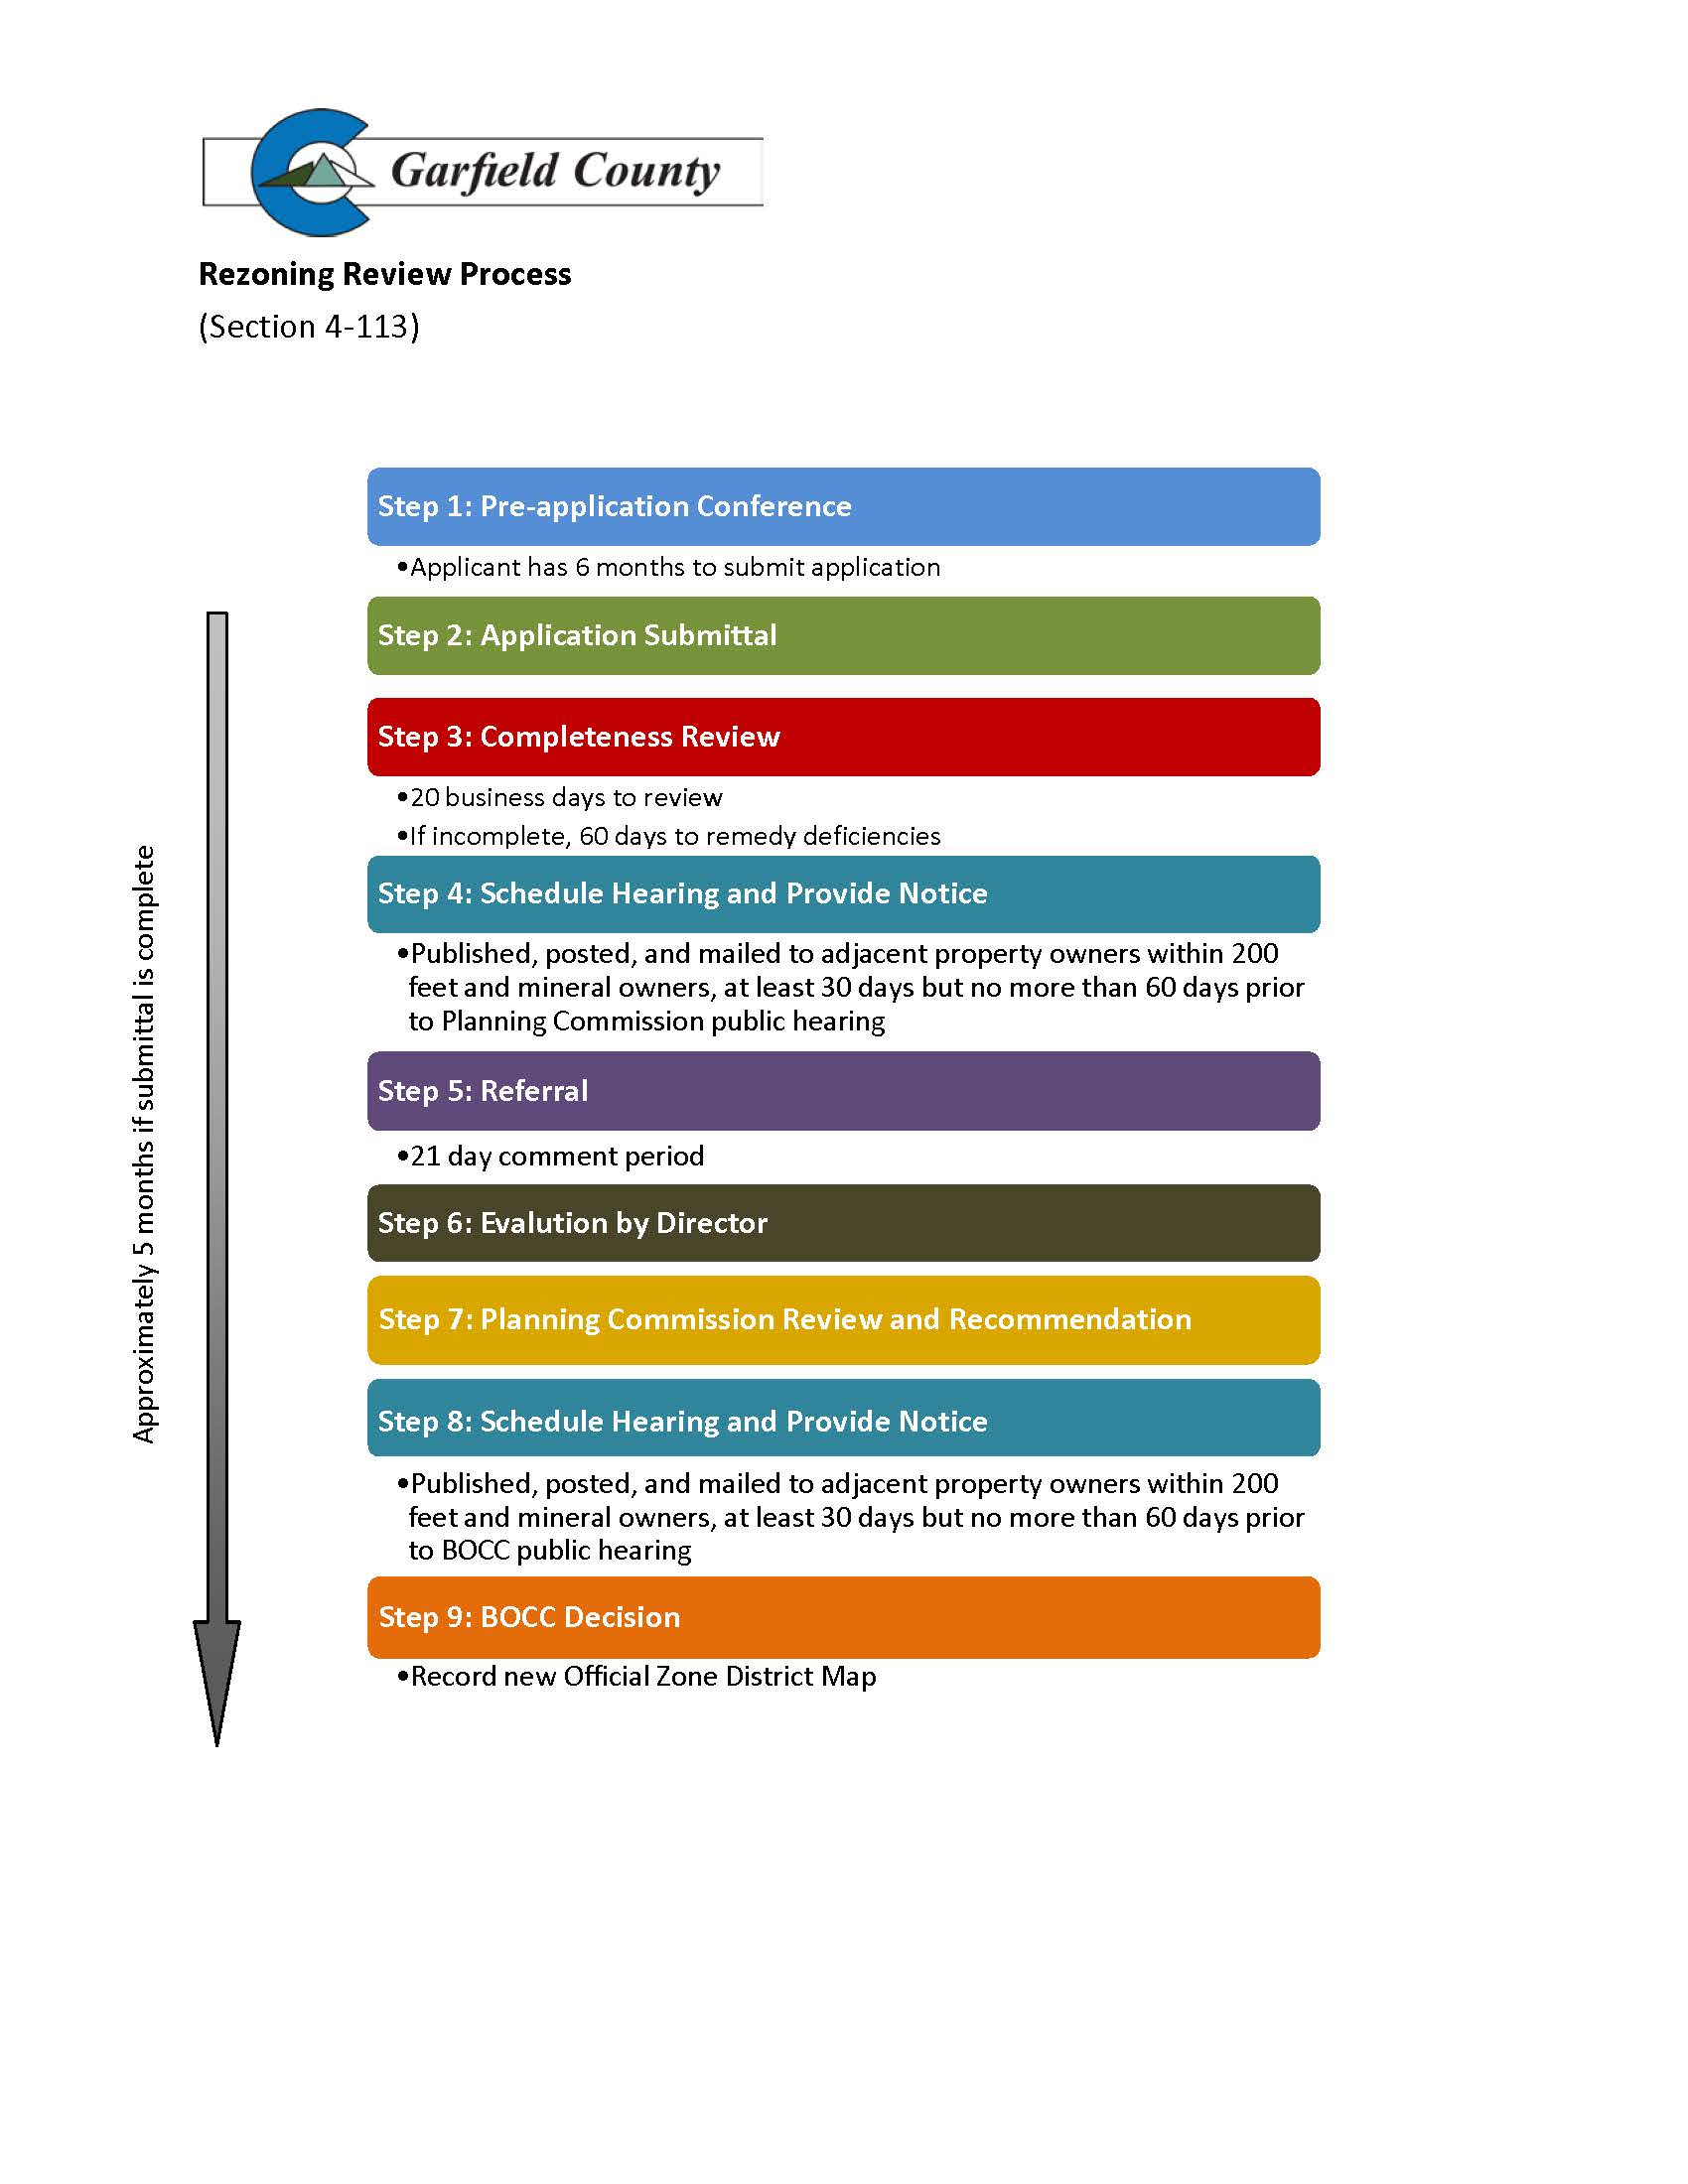 Garfield County
Rezoning Review Process
(Section 4-113)
Step 1: Pre-application Conference
•Applicant has 6 months to submit application
Step 2: Application Submittal
Step 3: Completeness Review
•20 business days to review
•If incomplete, 60 days to remedy deficiencies
Step 4: Schedule Hearing and Provide Notice
•Published, posted, and mailed to adjacent property owners within 200
feet and mineral owners, at least 30 days but no more than 60 days prior
to Planning Commission public hearing
Step 5: Referral
•21 day comment period
Step 6: Evalution by Director
Step 7: Planning Commission Review and Recommendation
Step 8: Schedule Hearing and Provide Notice
•Published, posted, and mailed to adjacent property owners within 200
feet and mineral owners, at least 30 days but no more than 60 days prior
to BOCC public hearing
Step 9: BOCC Decision
•Record new Official Zone District Map
Approximately 5 months if submittal is complete